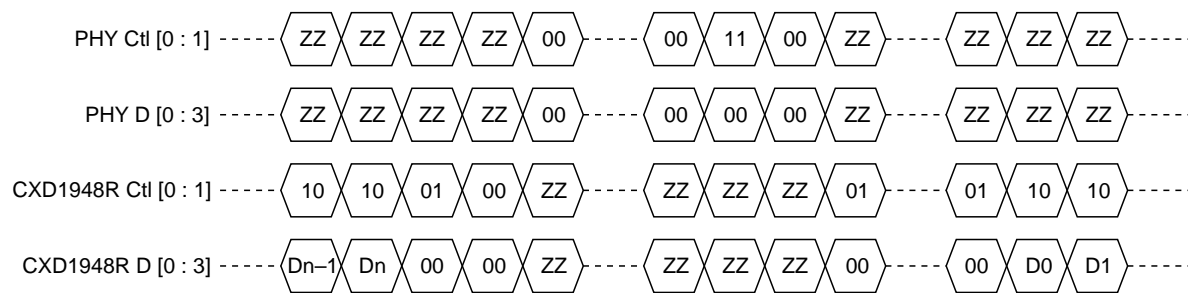 PHY Ctl [0 : 1] ZZ ZZ ZZ ZZ 00 00 11 00 ZZ ZZ ZZ ZZ
PHY D [0 : 3] ZZ ZZ ZZ ZZ 00 00 00 00 ZZ ZZ ZZ ZZ
CXD1948R Ctl [0 : 1] 10 10 01 00 ZZ ZZ ZZ ZZ 01 01 10 10
CXD1948R D [0 : 3] Dn–1 Dn 00 00 ZZ ZZ ZZ ZZ 00 00 D0 D1